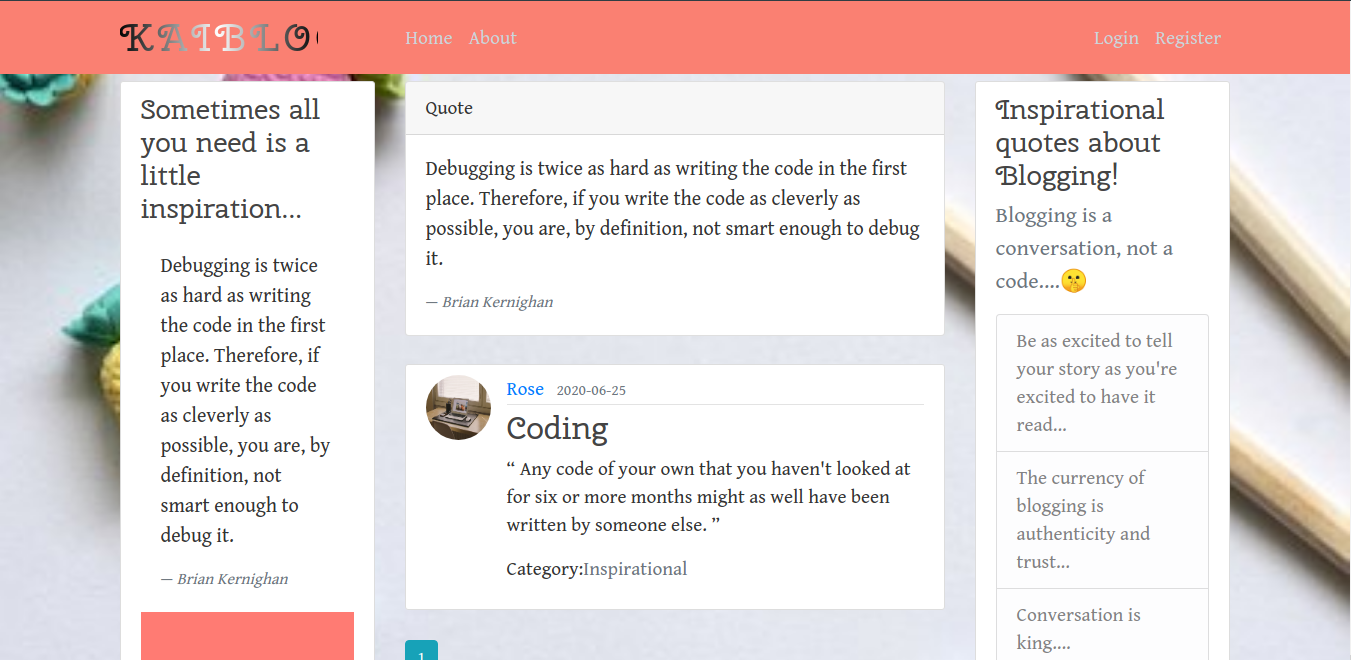 KAIBLO
Home About
Login Register
Sometimes all
you need is a
little
inspiration...
Debugging is twice
as hard as writing
the code in the first
place. Therefore, if
you write the code
as cleverly as
possible, you are, by
definition, not
smart enough to
debug it.
— Brian Kernighan
Quote
Debugging is twice as hard as writing the code in the first
place. Therefore, if you write the code as cleverly as
possible, you are, by definition, not smart enough to debug
it.
— Brian Kernighan
Rose 2020-06-25
Coding
“ Any code of your own that you haven't looked at
for six or more months might as well have been
written by someone else. ”
Category:Inspirational
1
Inspirational
quotes about
Blogging!
Blogging is a
conversation, not a
code....🤫
Be as excited to tell
your story as you're
excited to have it
read...
The currency of
blogging is
authenticity and
trust...
Conversation is
king....